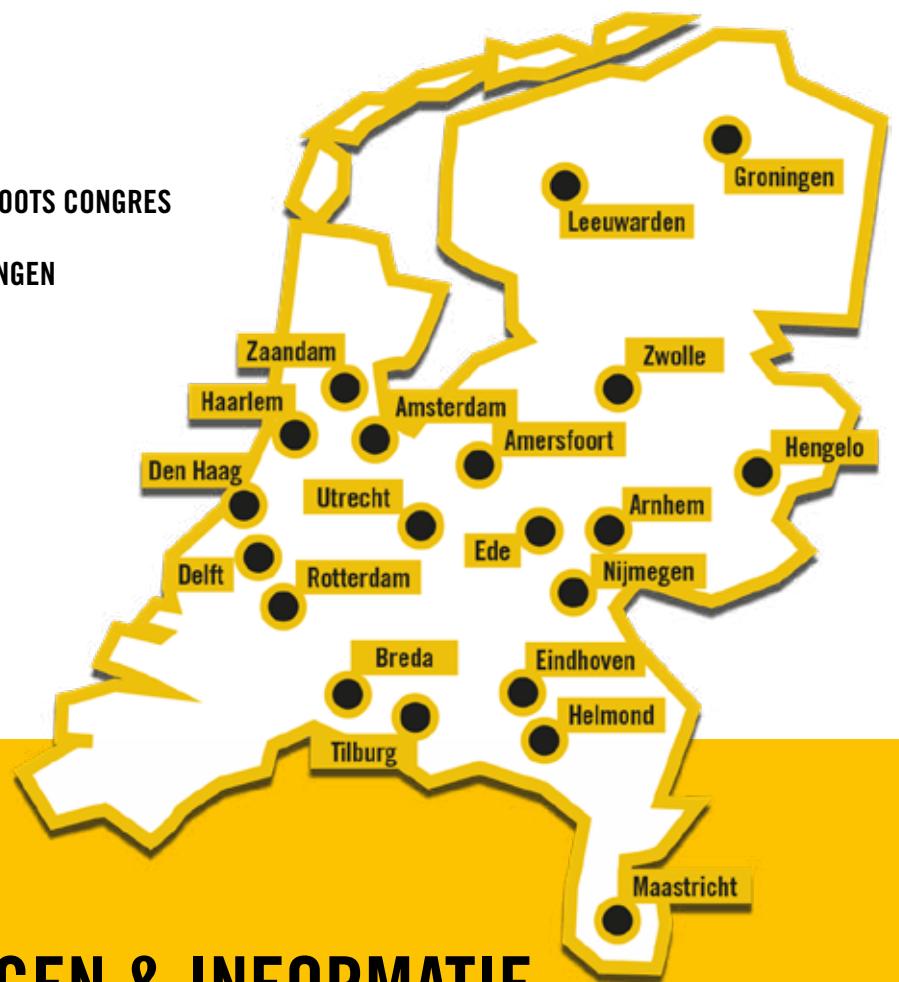 OOTS CONGRES
NGEN
Groningen
Leeuwarden
Zaandam
Zwolle
Haarlem
Amsterdam
Amersfoort
Hengelo
Den Haag
Utrecht
Arnhem
Ede
Nijmegen
Delft
Rotterdam
Breda
Eindhoven
Helmond
Tilburg
Maastricht
GEN & INFORMATIE